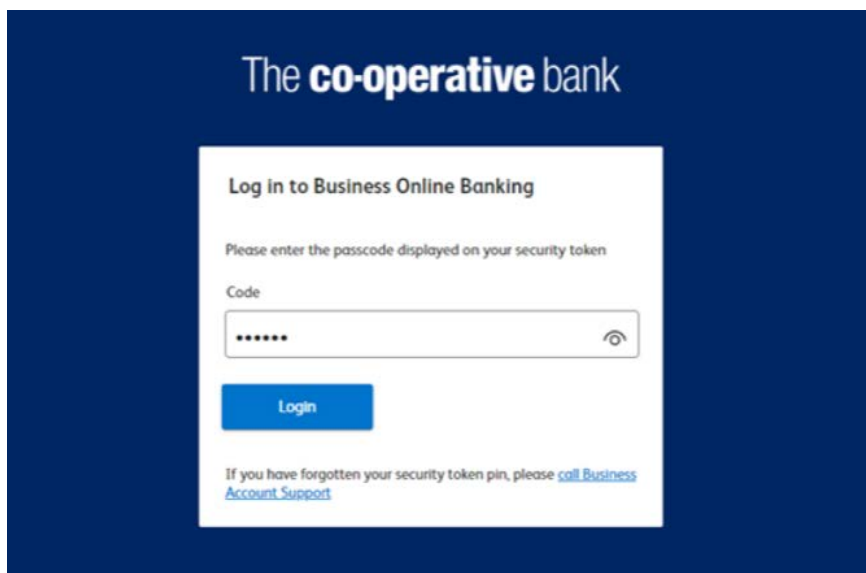 The co-operative bank
Log in to Business Online Banking
Please enter the passcode displayed on your security token
Code
••••••
Login
If you have forgotten your security token pin, please call Business
Account Support